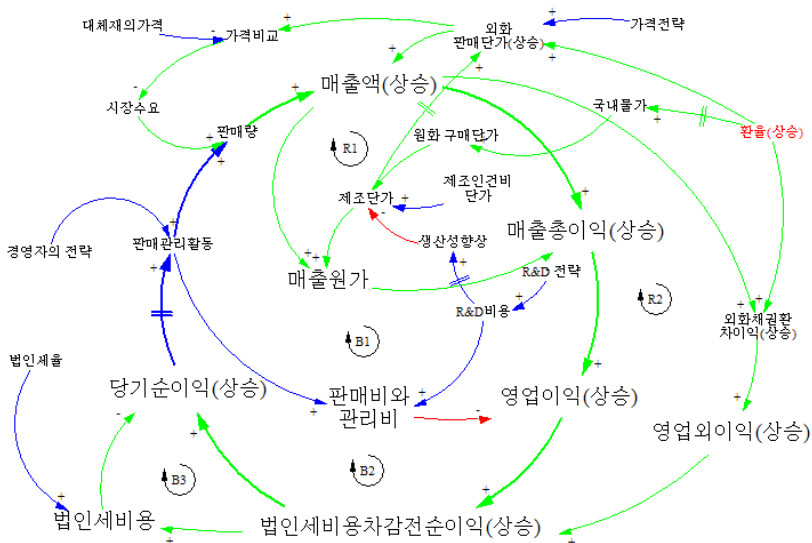 대체재의가격
가격비교
외화
판매단가(상승)
가격전략
매출액(상승)
시장수요
판매량
국내물가
환율(상승)
원화 구매단가
R1
제조단가
제조인건비
단가
경영자의 전략
판매관리활동
생산성향상
매출총이익(상승)
매출원가
R&D 전략
R&D비용
R2
외화채권환
차이익(상승)
B1
법인세율
당기순이익(상승)
판매비와
관리비
영업이익(상승)
영업외이익(상승)
B3
B2
법인세비용
법인세비용차감전순이익(상승)